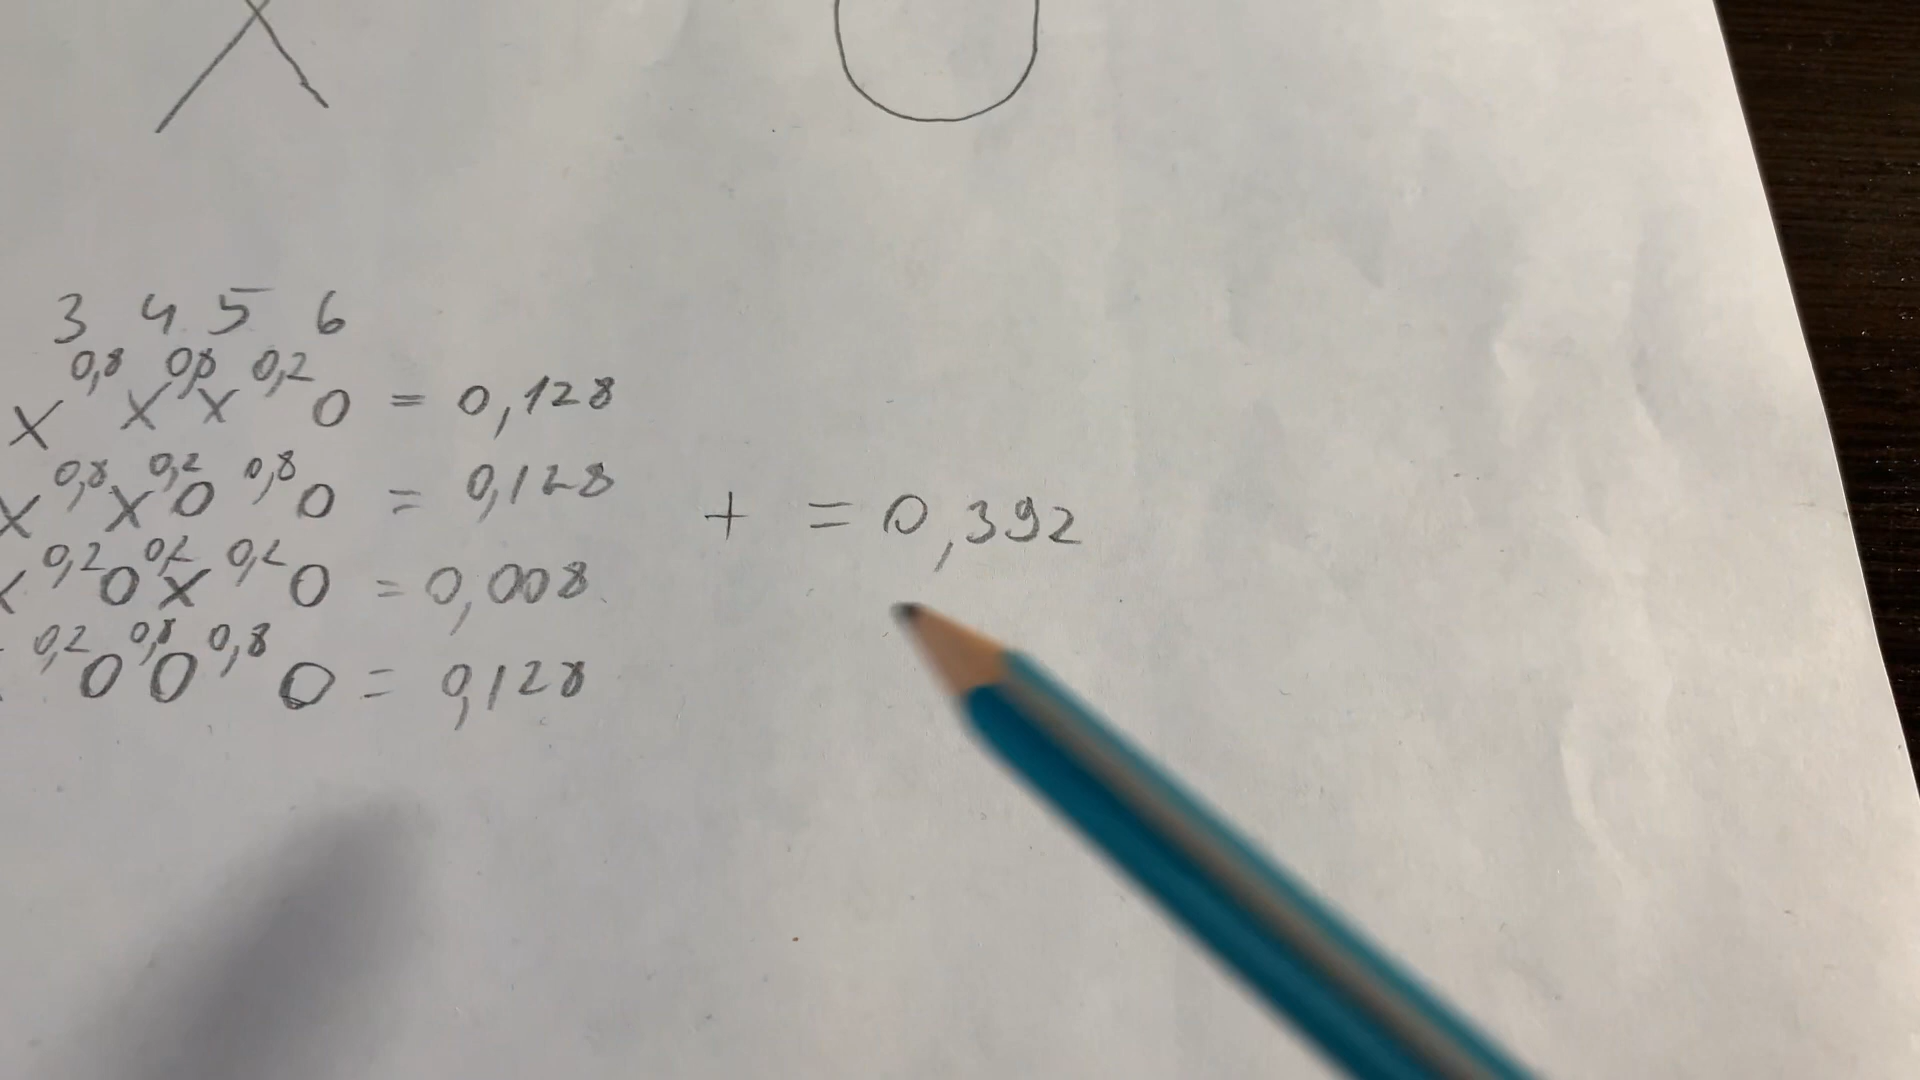 3 4 5 6
0,8 0,8 0,2
X X X O = 0,128
0,8 0,2 0,8
X X O O = 0,128
+ = 0,392
0,2 0,2 0,2
X O X O = 0,008
0,2 0,8 0,8
O O O = 0,128